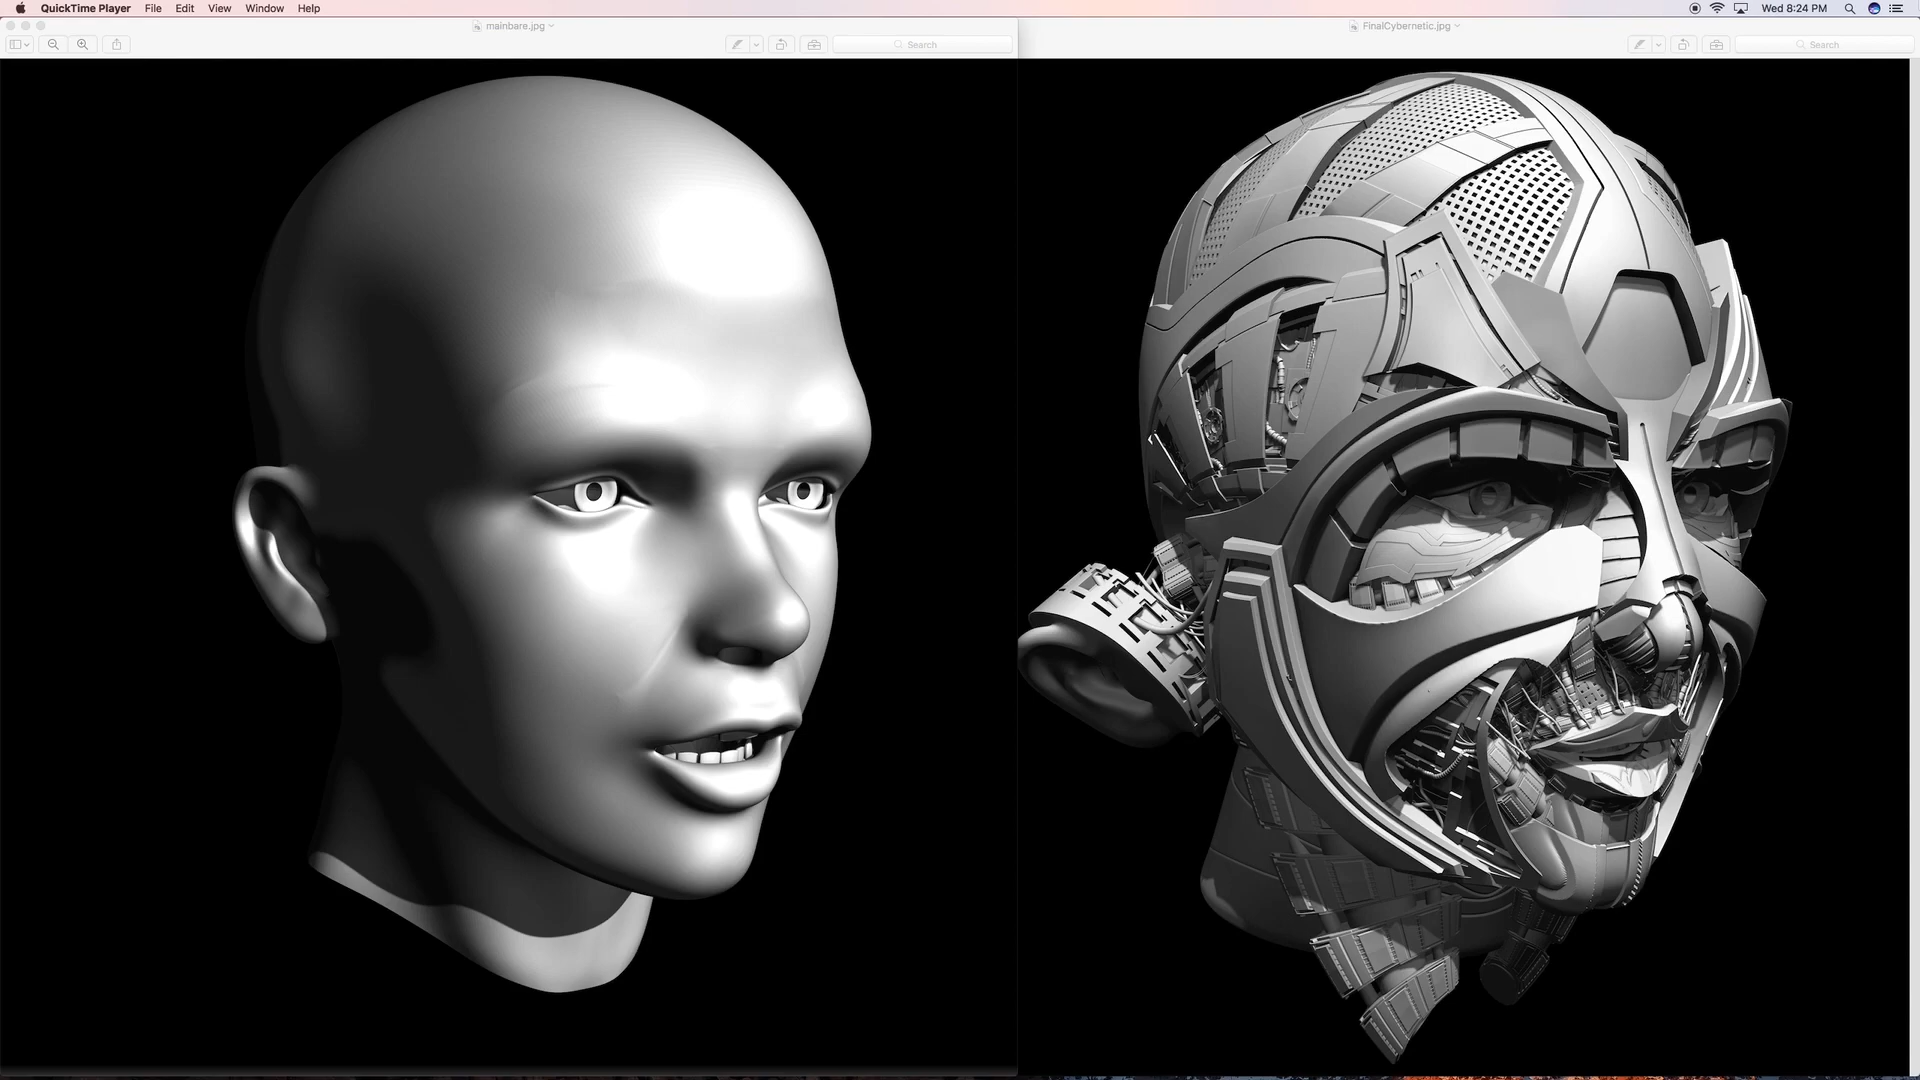 QuickTime Player File Edit View Window Help Wed 8:24 PM
mainbare.jpg
FinalCybernetic.jpg
Search
Search